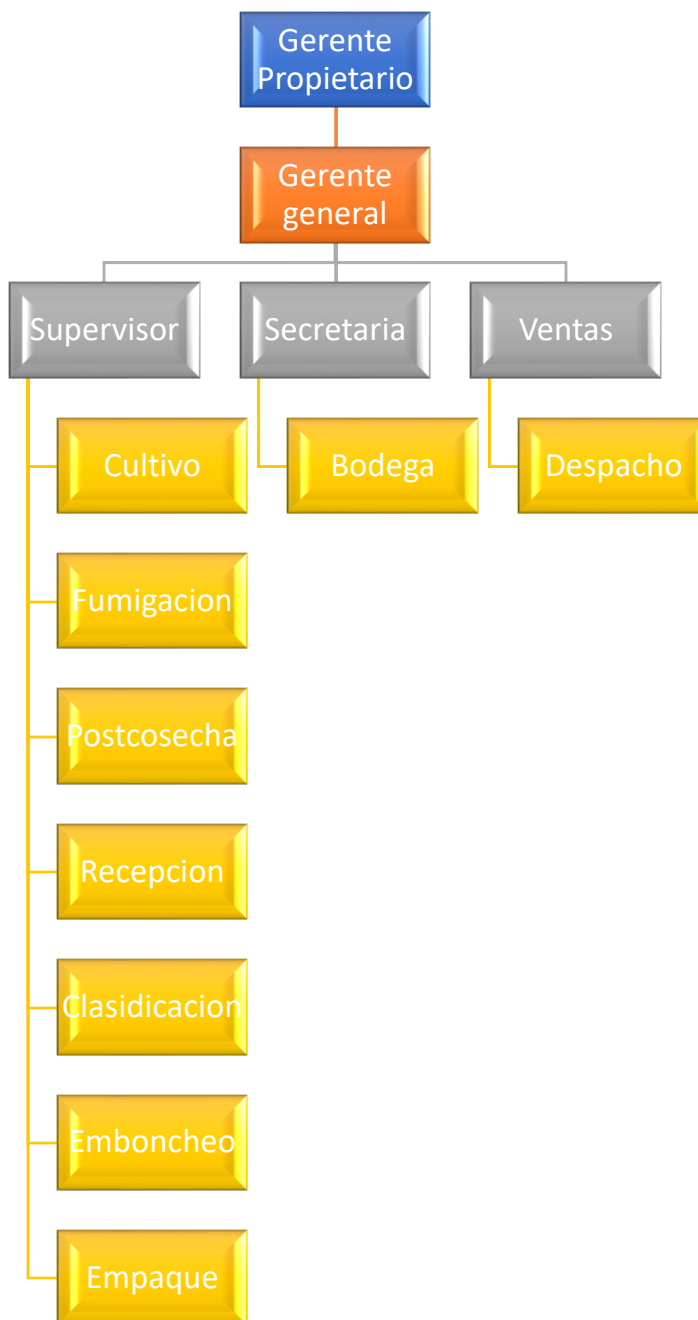 Gerente
Propietario
Gerente
general
Supervisor
Secretaria
Ventas
Cultivo
Bodega
Despacho
Fumigacion
Postcosecha
Recepcion
Clasidicacion
Emboncheo
Empaque